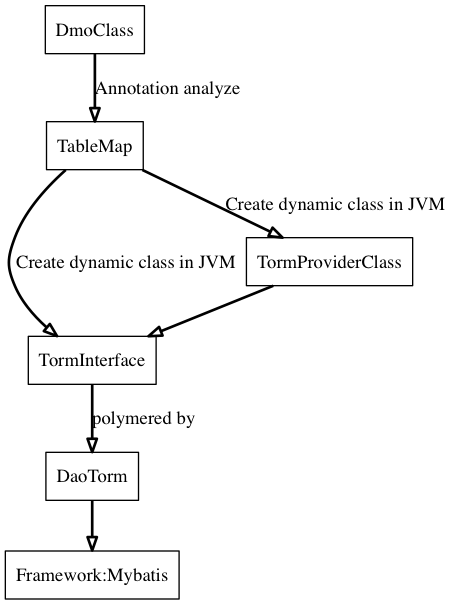 DmoClass
Annotation analyze
TableMap
Create dynamic class in JVM
Create dynamic class in JVM
TormProviderClass
TormInterface
polymered by
DaoTorm
Framework:Mybatis